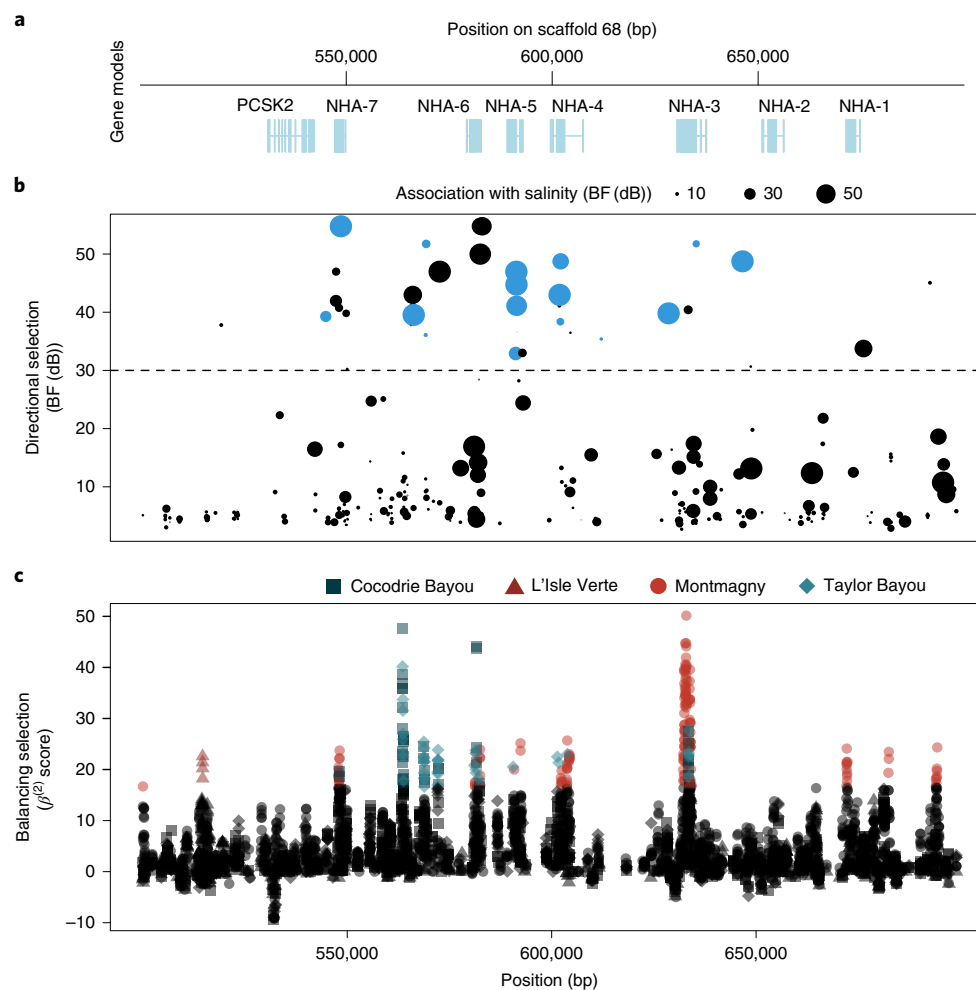 a
Position on scaffold 68 (bp)
550,000 600,000 650,000
Gene models
PCSK2 NHA-7 NHA-6 NHA-5 NHA-4 NHA-3 NHA-2 NHA-1
b
Association with salinity (BF (dB)) 10 30 50
Directional selection
(BF (dB))
50
40
30
20
10
c
Cocodrie Bayou L'Isle Verte Montmagny Taylor Bayou
Balancing selection
(β(2) score)
50
40
30
20
10
0
–10
550,000 600,000 650,000
Position (bp)